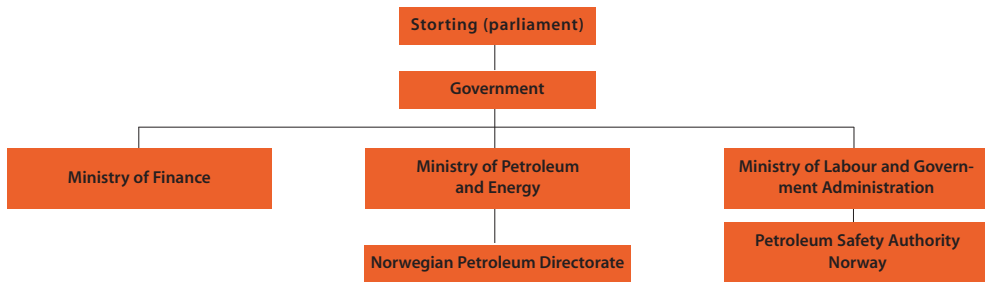 Storting (parliament)
Government
Ministry of Finance
Ministry of Petroleum
and Energy
Ministry of Labour and Govern-
ment Administration
Norwegian Petroleum Directorate
Petroleum Safety Authority
Norway